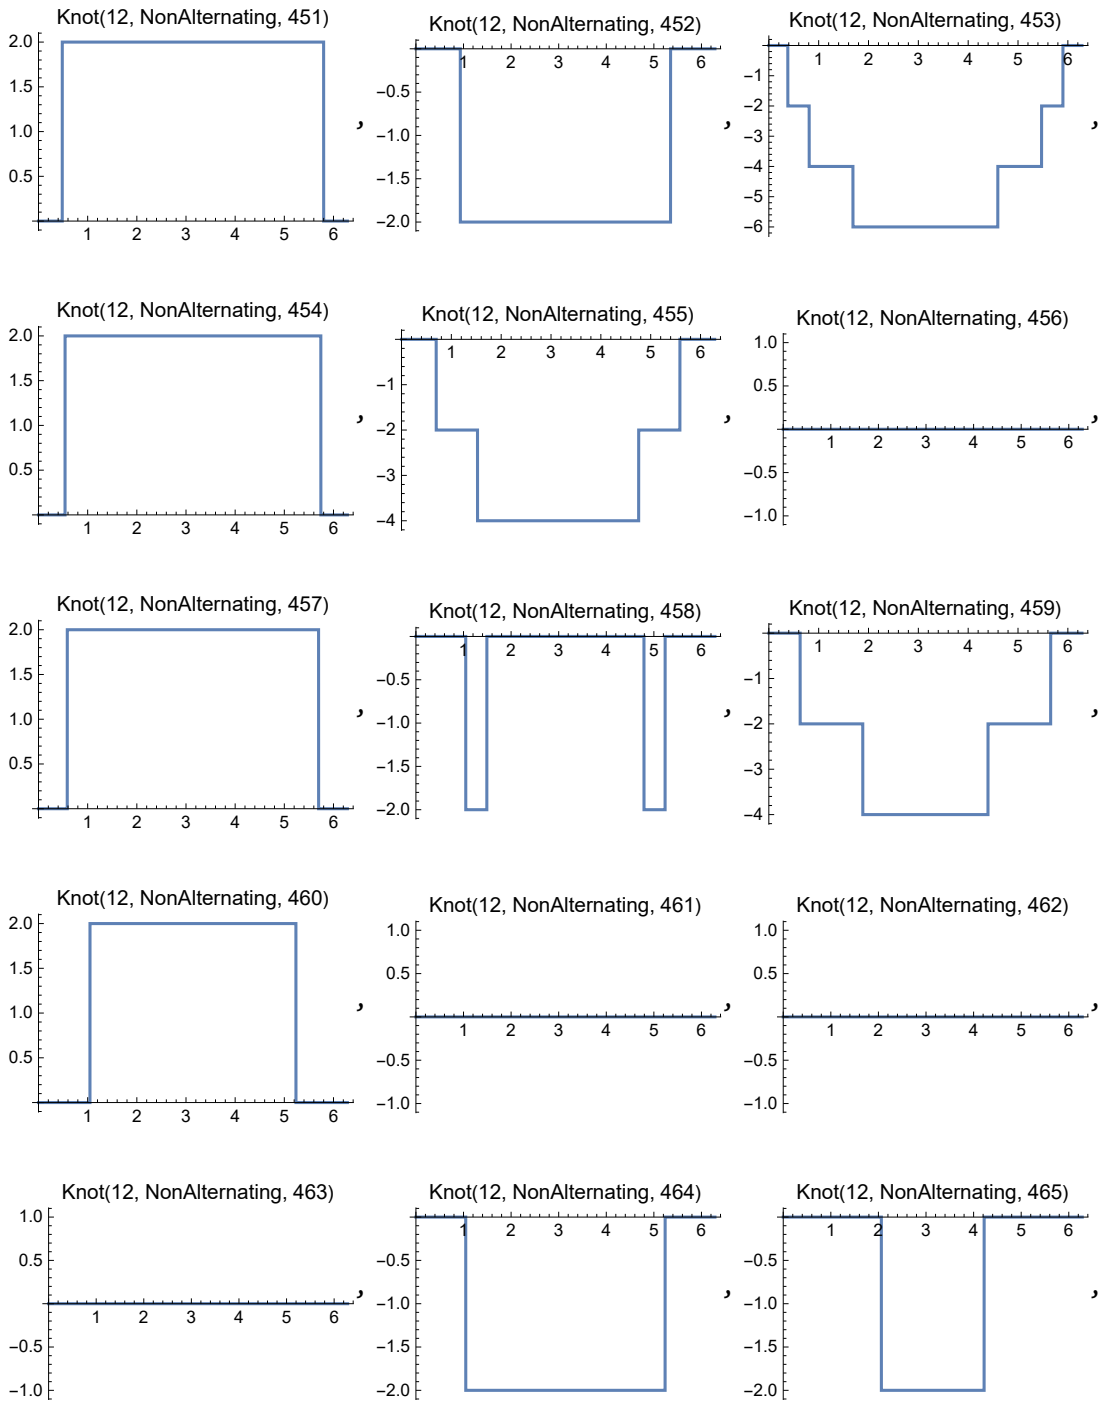 Knot(12, NonAlternating, 451)
2.0
1.5
1.0
0.5
1 2 3 4 5 6
,
Knot(12, NonAlternating, 452)
1 2 3 4 5 6
−0.5
−1.0
−1.5
−2.0
,
Knot(12, NonAlternating, 453)
1 2 3 4 5 6
−1
−2
−3
−4
−5
−6
,
Knot(12, NonAlternating, 454)
2.0
1.5
1.0
0.5
1 2 3 4 5 6
,
Knot(12, NonAlternating, 455)
1 2 3 4 5 6
−1
−2
−3
−4
,
Knot(12, NonAlternating, 456)
1.0
0.5
1 2 3 4 5 6
−0.5
−1.0
,
Knot(12, NonAlternating, 457)
2.0
1.5
1.0
0.5
1 2 3 4 5 6
,
Knot(12, NonAlternating, 458)
1 2 3 4 5 6
−0.5
−1.0
−1.5
−2.0
,
Knot(12, NonAlternating, 459)
1 2 3 4 5 6
−1
−2
−3
−4
,
Knot(12, NonAlternating, 460)
2.0
1.5
1.0
0.5
1 2 3 4 5 6
,
Knot(12, NonAlternating, 461)
1.0
0.5
1 2 3 4 5 6
−0.5
−1.0
,
Knot(12, NonAlternating, 462)
1.0
0.5
1 2 3 4 5 6
−0.5
−1.0
,
Knot(12, NonAlternating, 463)
1.0
0.5
1 2 3 4 5 6
−0.5
−1.0
,
Knot(12, NonAlternating, 464)
1 2 3 4 5 6
−0.5
−1.0
−1.5
−2.0
,
Knot(12, NonAlternating, 465)
1 2 3 4 5 6
−0.5
−1.0
−1.5
−2.0
,